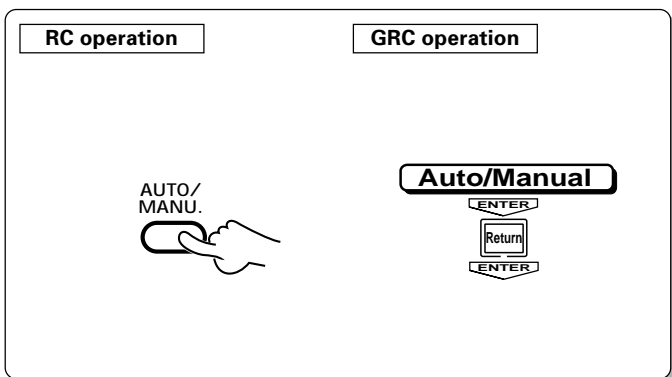 RC operation
GRC operation
AUTO/
MANU.
Auto/Manual
ENTER
Return
ENTER